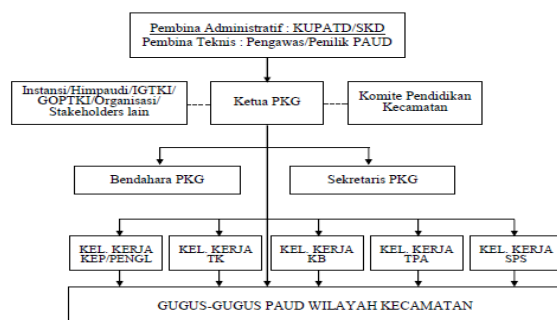 Pembina Administratif : KUPATD/SKD
Pembina Teknis : Pengawas/Penilik PAUD
Instansi/Himpaudi/IGTKI/
GOPTKI/Organisasi/
Stakeholders lain
Ketua PKG
Komite Pendidikan
Kecamatan
Bendahara PKG
Sekretaris PKG
KEL. KERJA
KEP/PENGL
KEL. KERJA
TK
KEL. KERJA
KB
KEL. KERJA
TPA
KEL. KERJA
SPS
GUGUS-GUGUS PAUD WILAYAH KECAMATAN